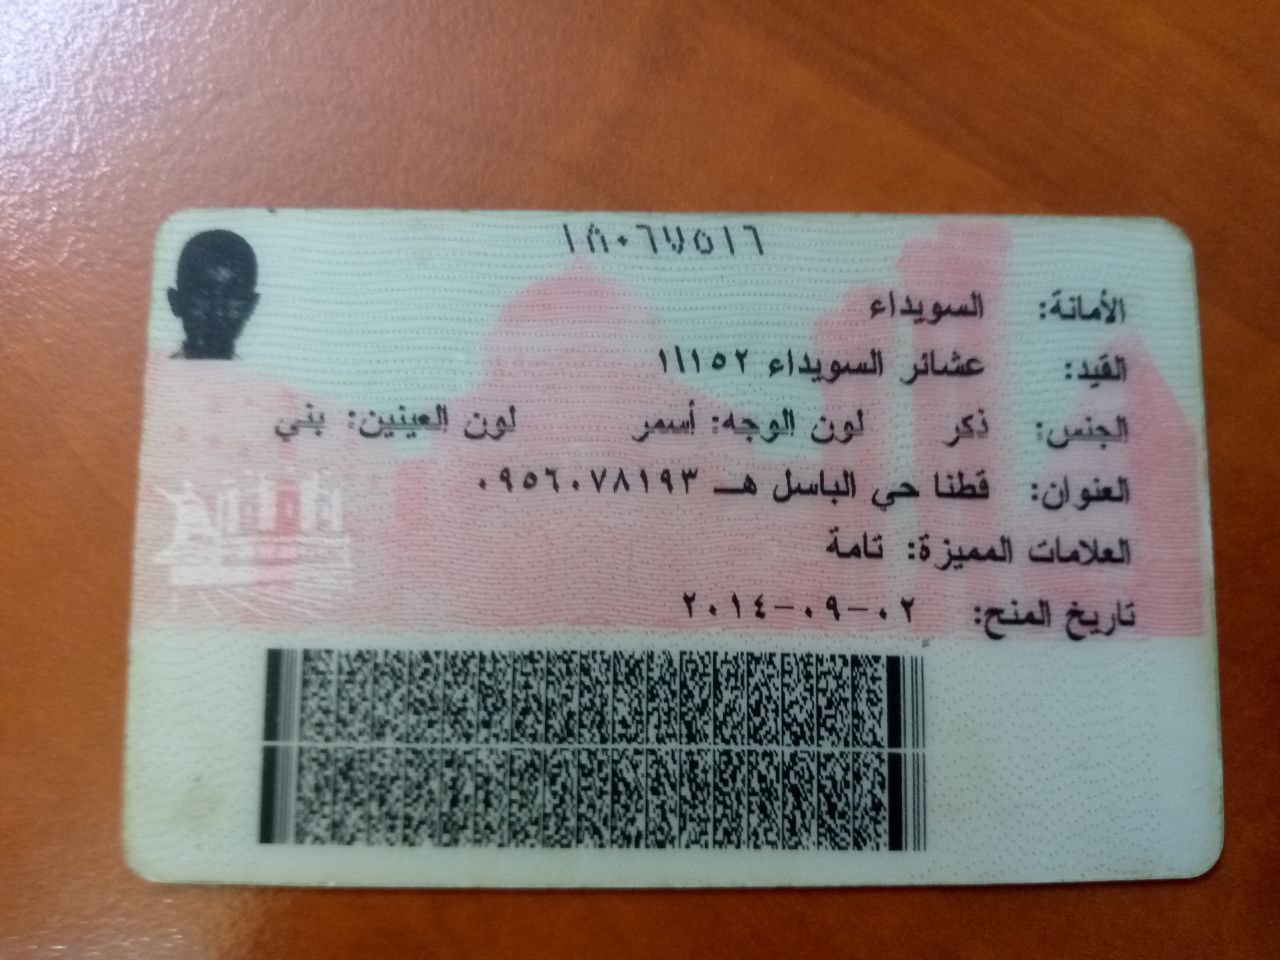 ١٨٠٦٧٥١٦
الأمانة: السويداء
القيد: عشائر السويداء ١١١٥٢
الجنس: ذكر لون الوجه: أسمر لون العينين: بني
العنوان: قطنا حي الباسل هـ ٠٩٥٦٠٧٨١٩٣
العلامات المميزة: تامة
تاريخ المنح: ٠٢-٠٩-٢٠١٤